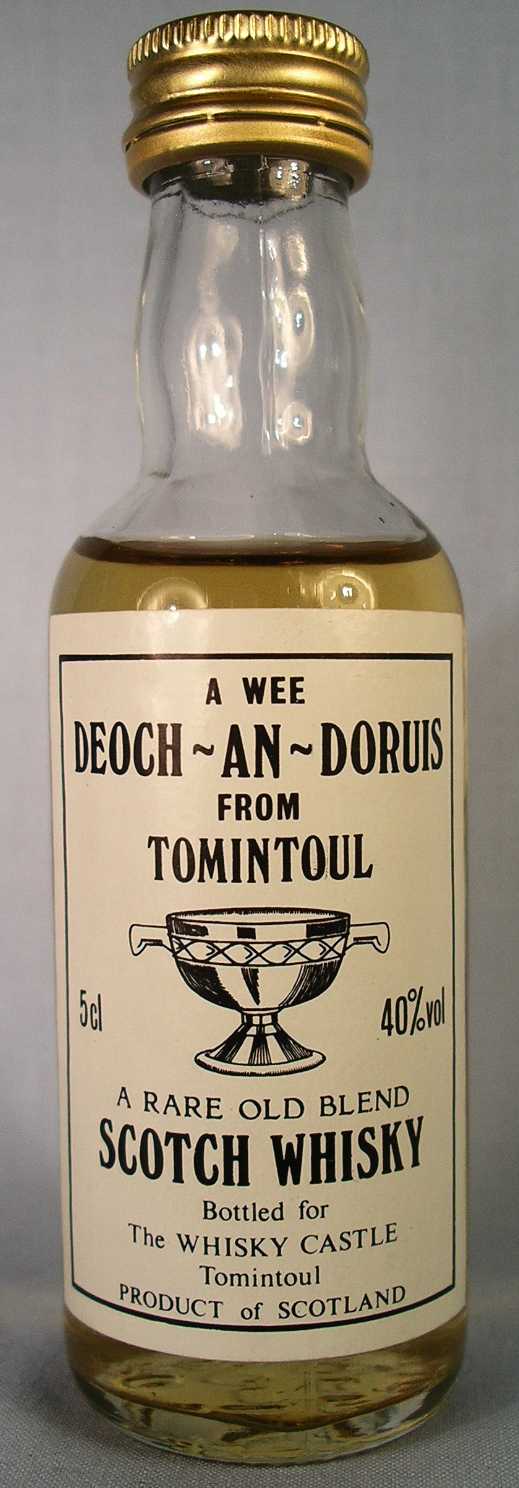 A WEE
DEOCH~AN~DORUIS
FROM
TOMINTOUL
5cl
40%vol
A RARE OLD BLEND
SCOTCH WHISKY
Bottled for
The WHISKY CASTLE
Tomintoul
PRODUCT of SCOTLAND